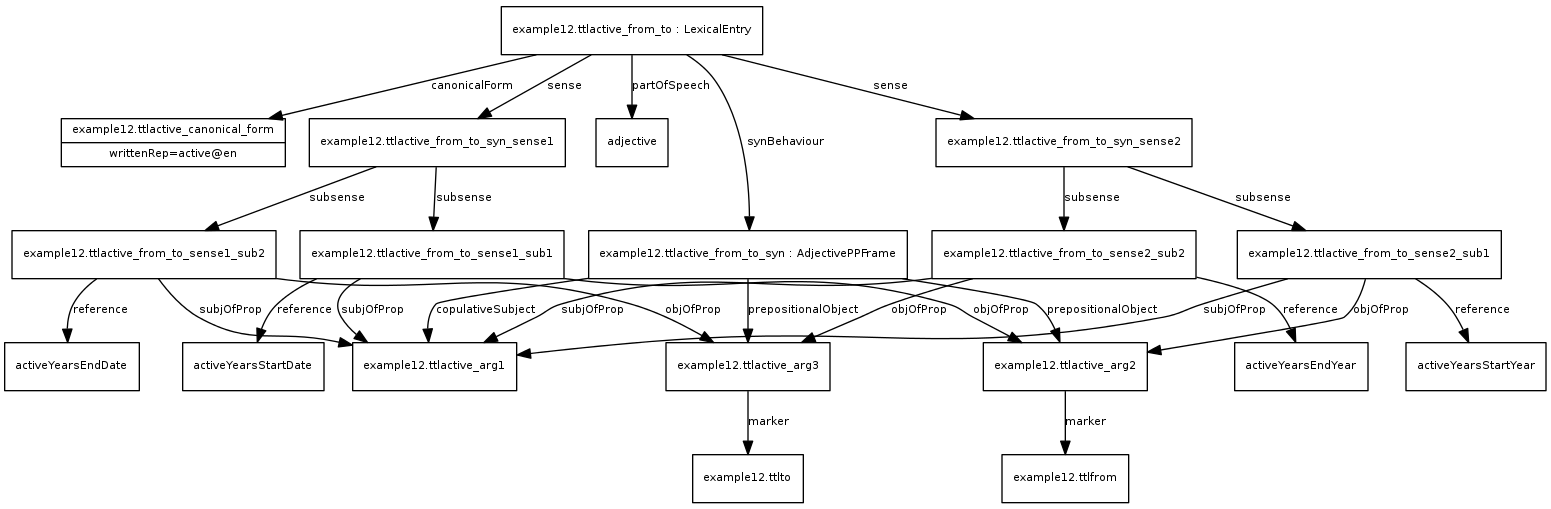 example12.ttlactive_from_to : LexicalEntry
canonicalForm
sense
partOfSpeech
sense
example12.ttlactive_canonical_form
writtenRep=active@en
example12.ttlactive_from_to_syn_sense1
adjective
synBehaviour
example12.ttlactive_from_to_syn_sense2
subsense
subsense
subsense
subsense
example12.ttlactive_from_to_sense1_sub2
example12.ttlactive_from_to_sense1_sub1
example12.ttlactive_from_to_syn : AdjectivePPFrame
example12.ttlactive_from_to_sense2_sub2
example12.ttlactive_from_to_sense2_sub1
reference
subjOfProp
reference
subjOfProp
copulativeSubject
subjOfProp
objOfProp
prepositionalObject
objOfProp
objOfProp
prepositionalObject
subjOfProp
reference
objOfProp
reference
activeYearsEndDate
activeYearsStartDate
example12.ttlactive_arg1
example12.ttlactive_arg3
example12.ttlactive_arg2
activeYearsEndYear
activeYearsStartYear
marker
marker
example12.ttlto
example12.ttlfrom